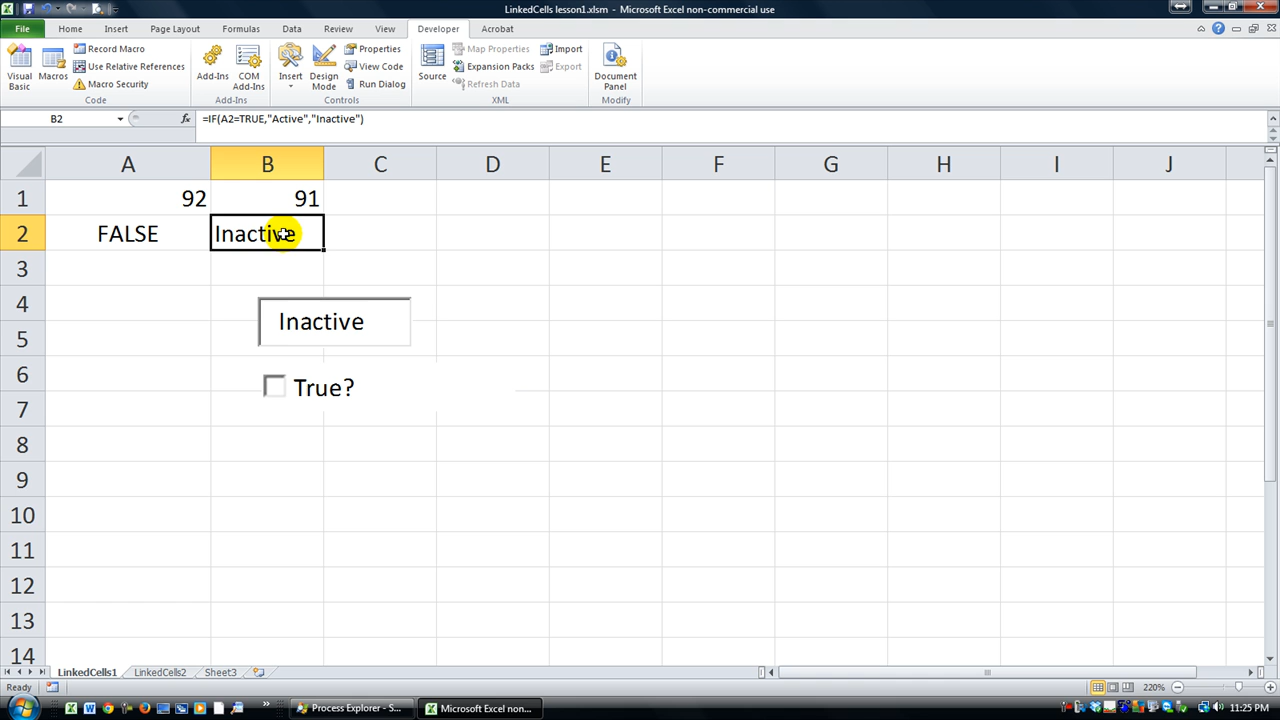 LinkedCells lesson1.xlsm - Microsoft Excel non-commercial use
File Home Insert Page Layout Formulas Data Review View Developer Acrobat
Visual Basic
Macros
Record Macro
Use Relative References
Macro Security
Code
Add-Ins
COM Add-Ins
Add-Ins
Insert
Design Mode
Properties
View Code
Run Dialog
Controls
Source
Map Properties
Expansion Packs
Refresh Data
Import
Export
XML
Document Panel
Modify
B2 fx =IF(A2=TRUE,"Active","Inactive")
A B C D E F G H I J
1 92 91
2 FALSE Inactive
3
4
Inactive
5
6
True?
7
8
9
10
11
12
13
14
LinkedCells1 LinkedCells2 Sheet3
Ready 220%
Process Explorer - S... Microsoft Excel non... 11:25 PM